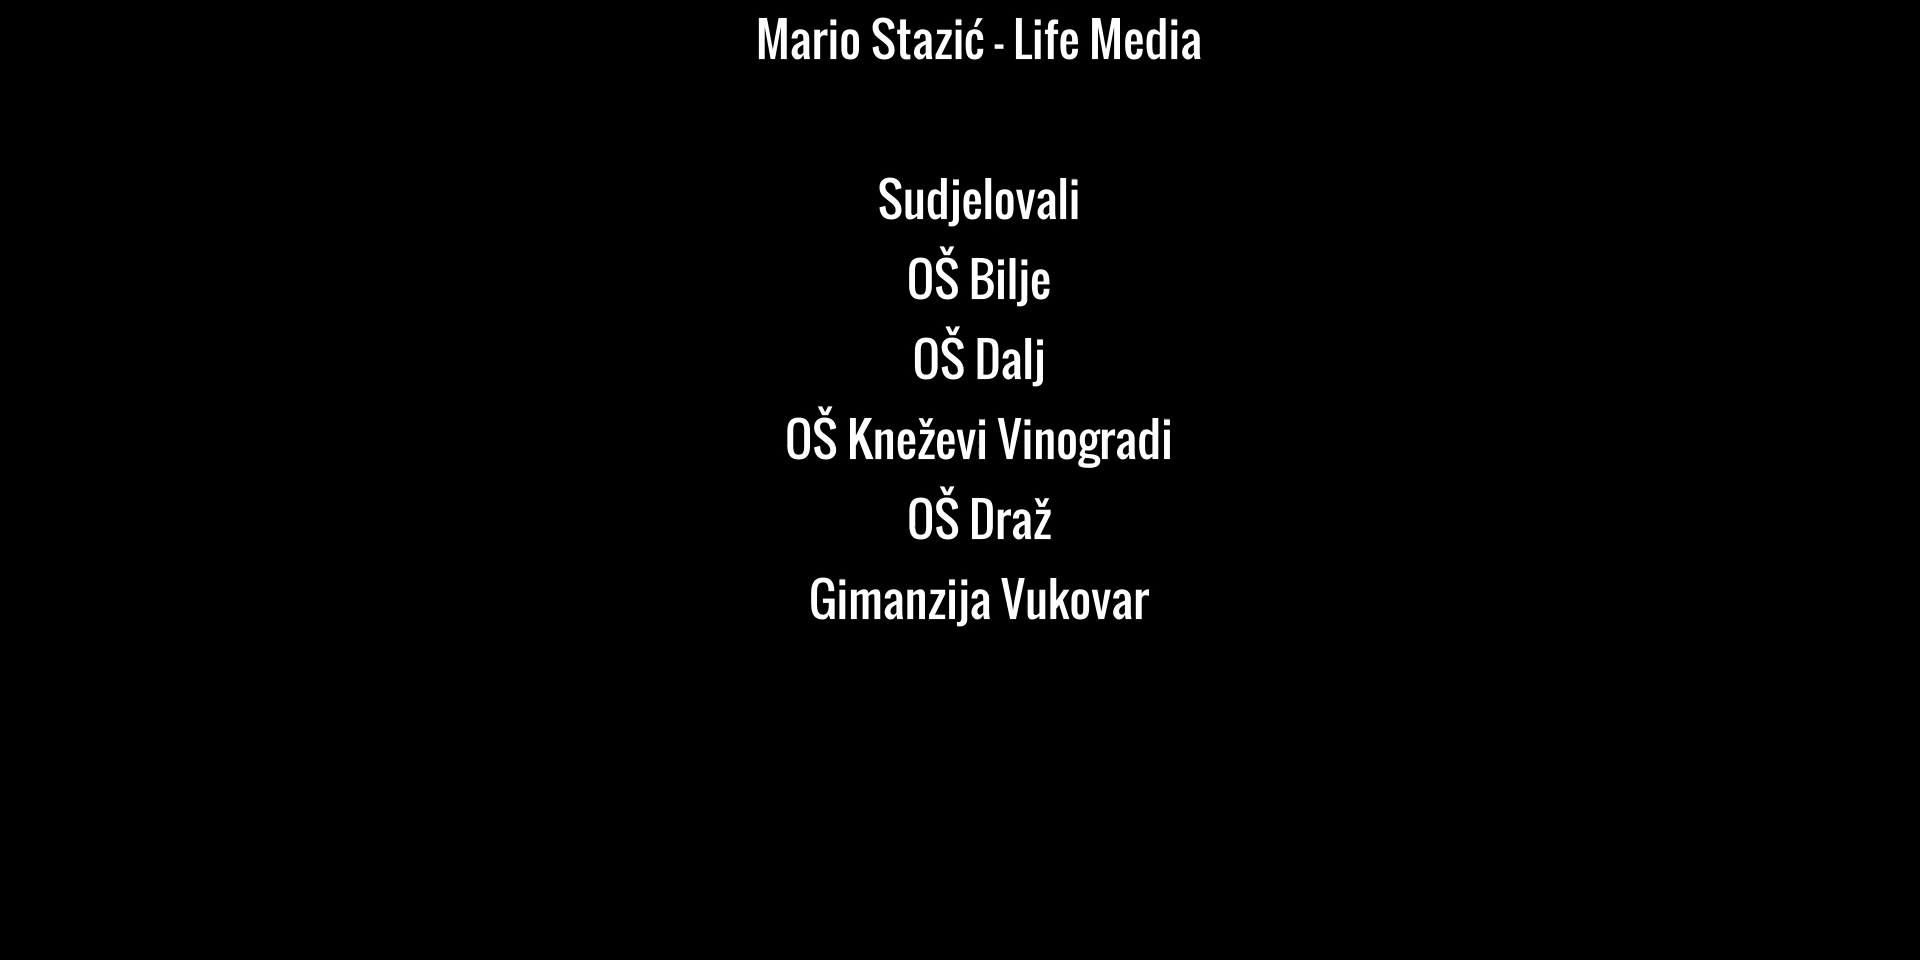 Mario Stazić - Life Media
Sudjelovali
OŠ Bilje
OŠ Dalj
OŠ Kneževi Vinogradi
OŠ Draž
Gimanzija Vukovar